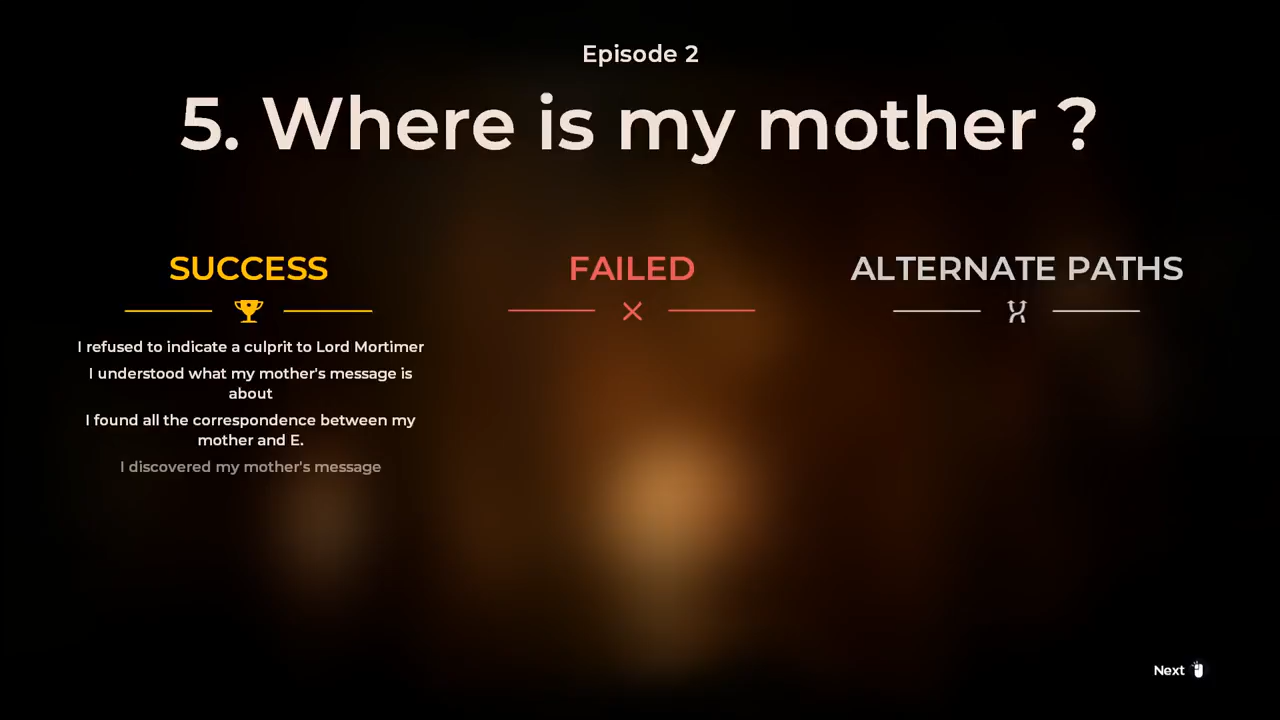 Episode 2
5. Where is my mother ?
SUCCESS
I refused to indicate a culprit to Lord Mortimer
I understood what my mother's message is
about
I found all the correspondence between my
mother and E.
I discovered my mother's message
FAILED
ALTERNATE PATHS
Next